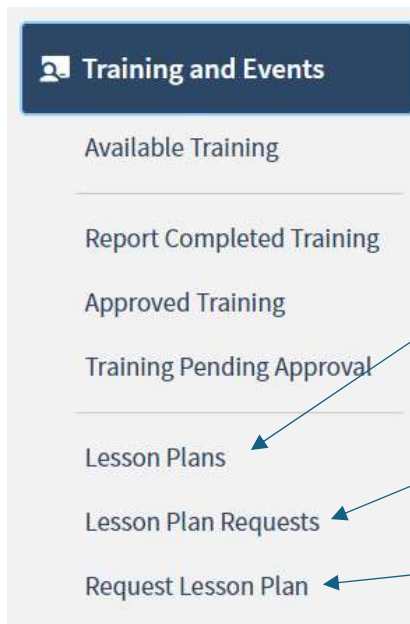 Training and Events
Available Training
Report Completed Training
Approved Training
Training Pending Approval
Lesson Plans
Lesson Plan Requests
Request Lesson Plan